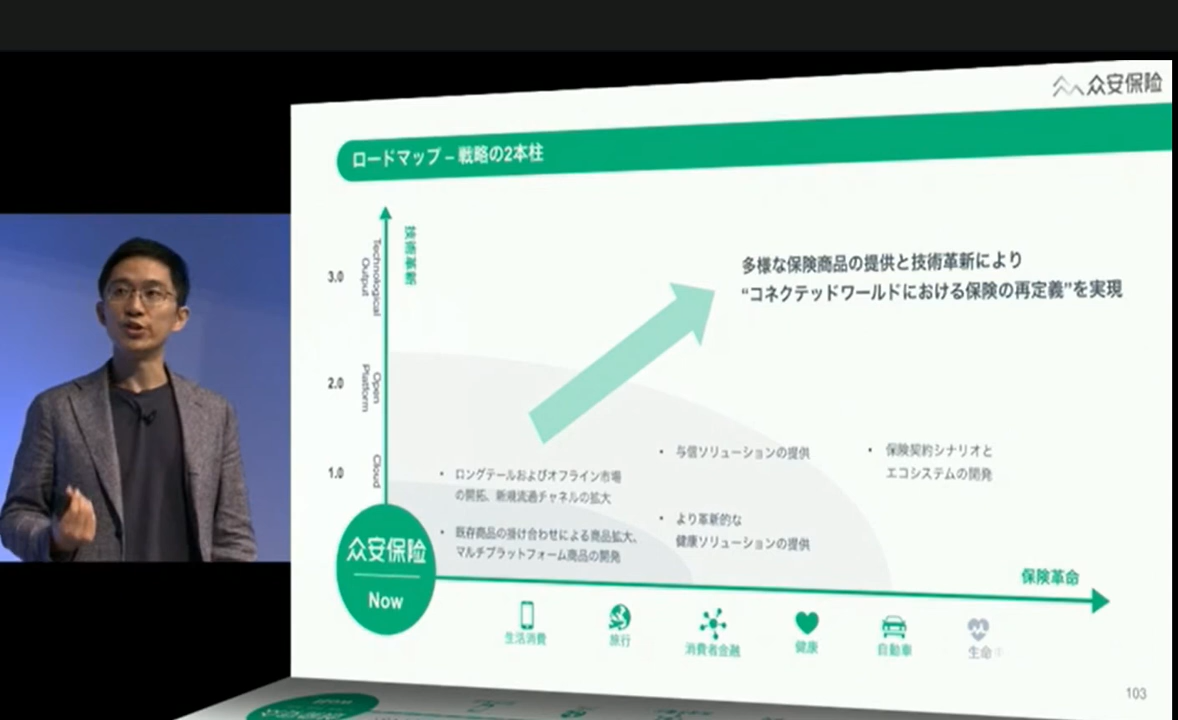 众安保险
ロードマップ – 戦略の2本柱
技術革新
3.0
Technological
Output
2.0
Open
Platform
1.0
Cloud
多様な保険商品の提供と技術革新により
“コネクテッドワールドにおける保険の再定義”を実現
• ロングテールおよびオフライン市場
の開拓、新規流通チャネルの拡大
• 既存商品の掛け合わせによる商品拡大、
マルチプラットフォーム商品の開発
• 与信ソリューションの提供
• より革新的な
健康ソリューションの提供
• 保険契約シナリオと
エコシステムの開発
众安保险
Now
保険革命
生活消費
旅行
消費者金融
健康
自動車
生命
103